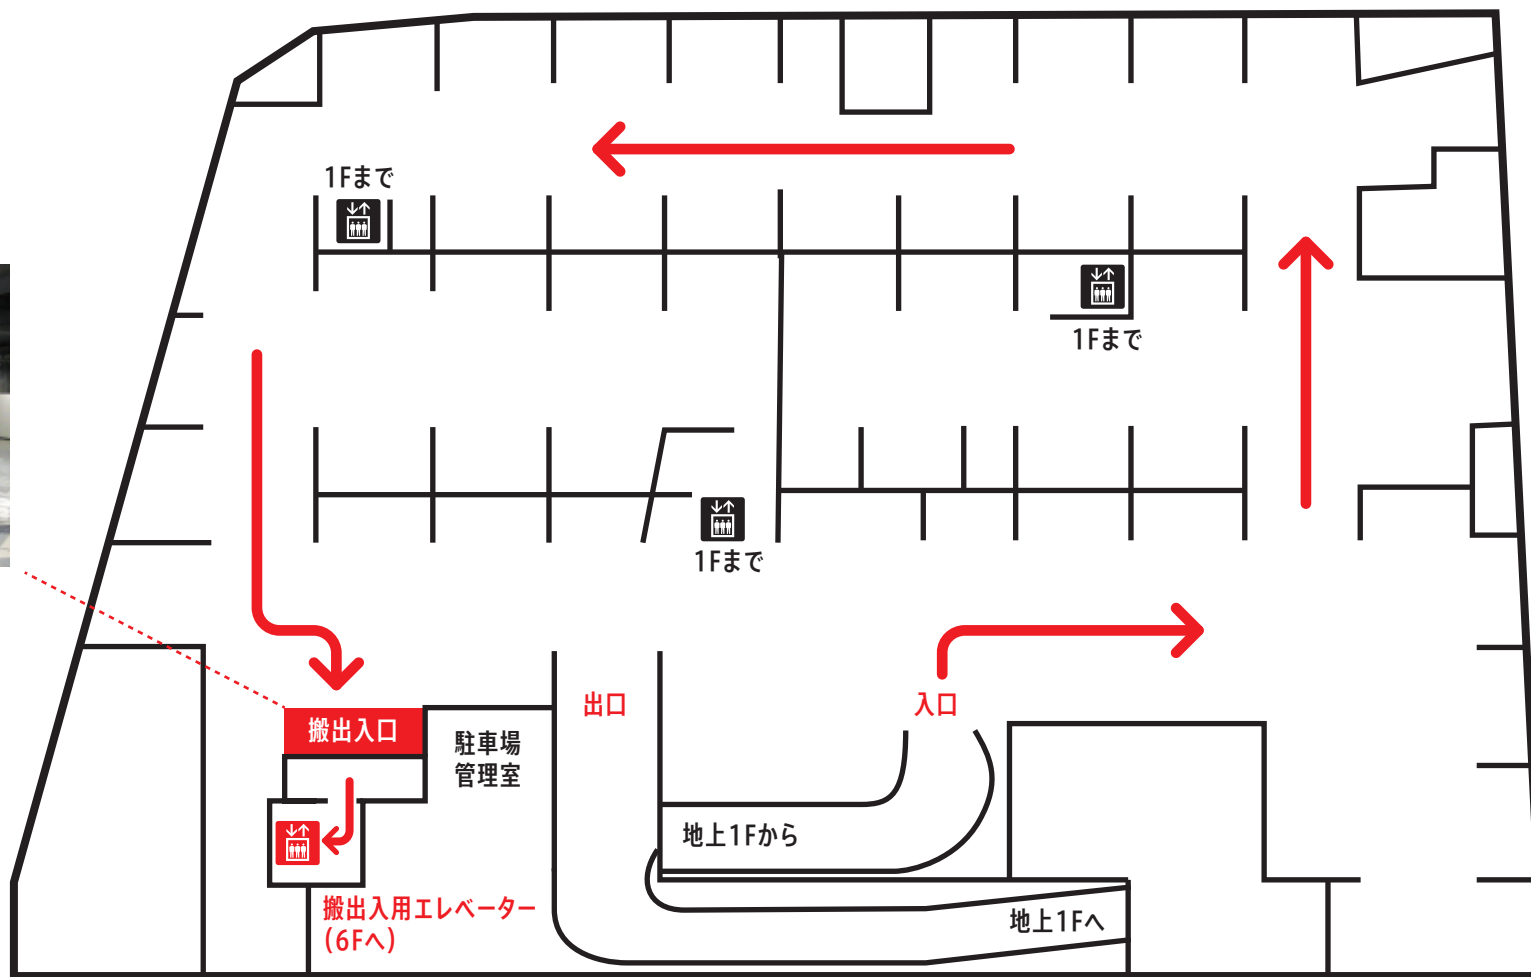 1Fまで
1Fまで
1Fまで
出口
入口
搬出入口
駐車場
管理室
地上1Fから
搬出入用エレベーター
(6Fへ)
地上1Fへ